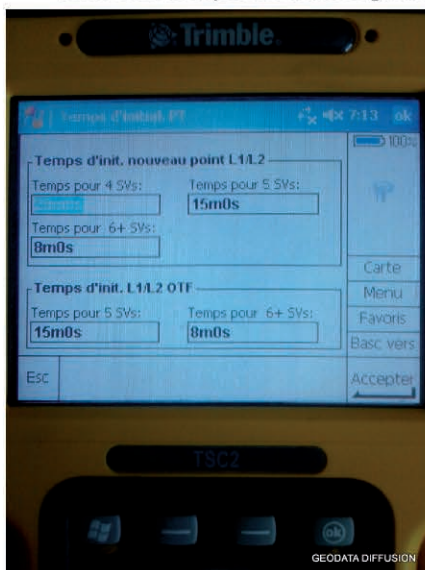 Trimble
Temps d'initial. PT 7:13 ok
100%
Temps d'init. nouveau point L1/L2
Temps pour 4 SVs: Temps pour 5 SVs:
15m0s
Temps pour 6+ SVs:
8m0s
Carte
Temps d'init. L1/L2 OTF
Menu
Temps pour 5 SVs: Temps pour 6+ SVs:
Favoris
15m0s 8m0s
Basc vers
Esc Accepter
TSC2
ok
GEODATA DIFFUSION